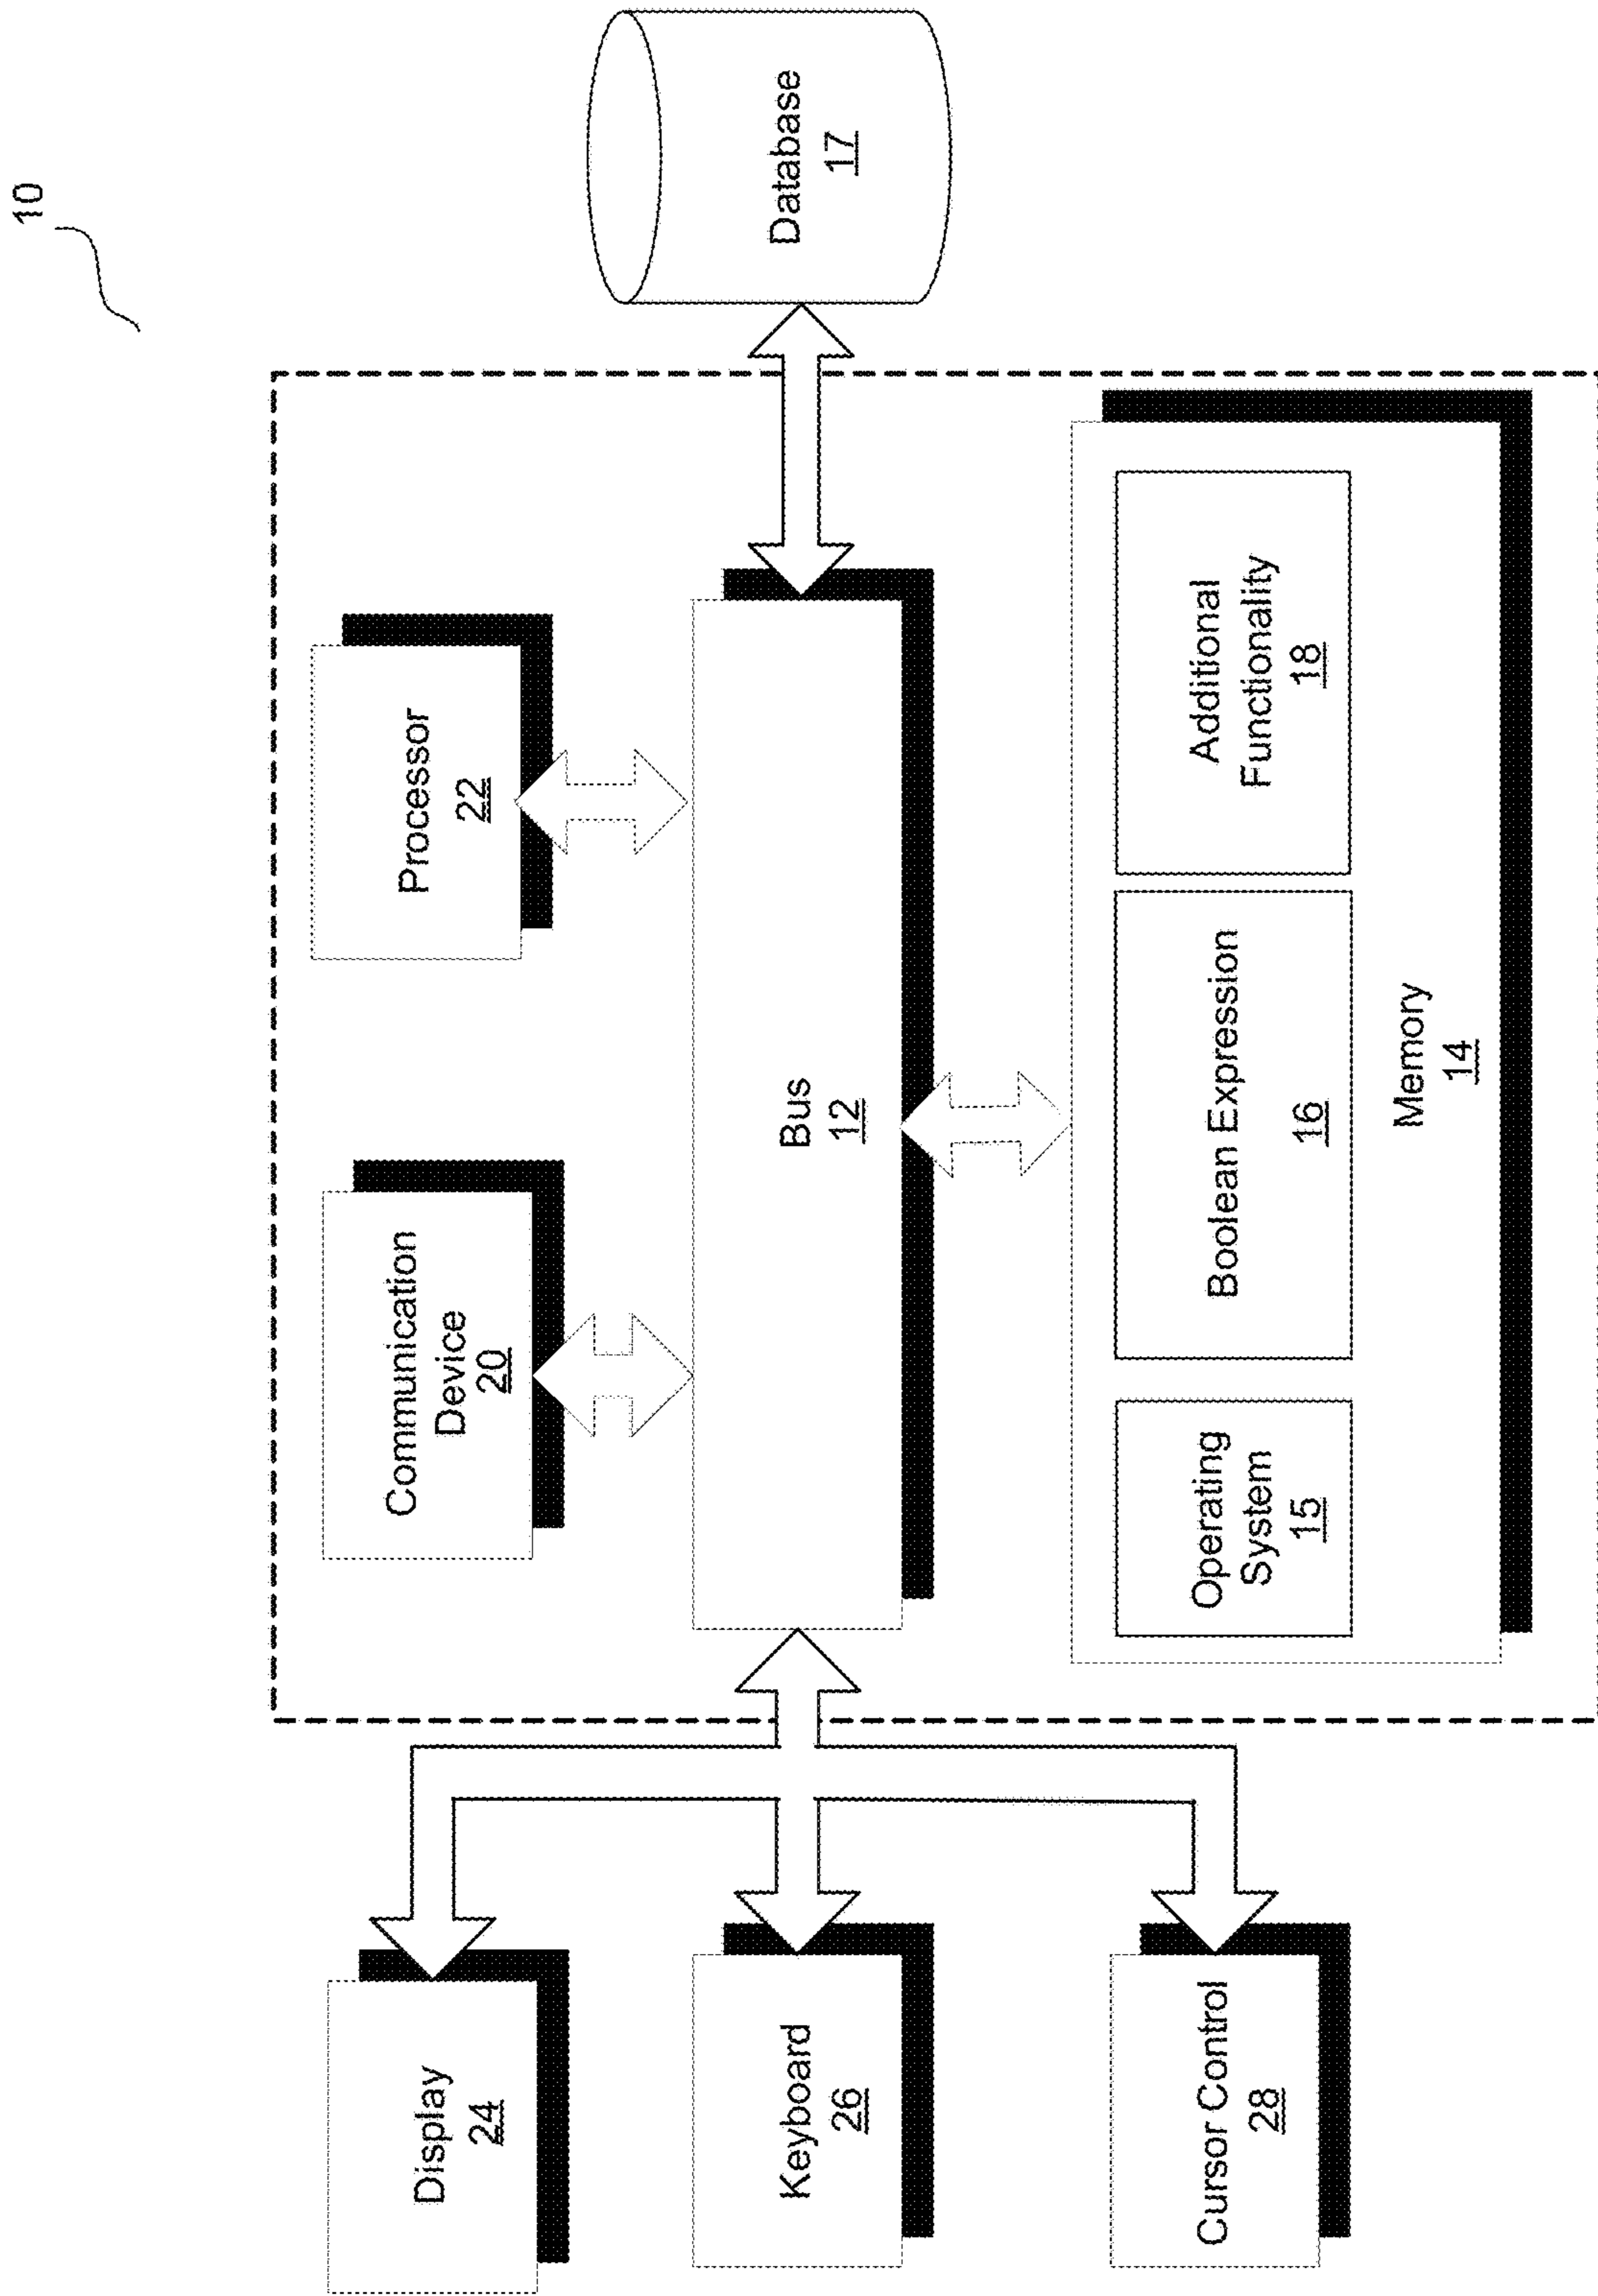 10
Display
24
Communication
Device
20
Processor
22
Keyboard
26
Bus
12
Database
17
Cursor Control
28
Operating
System
15
Boolean Expression
16
Additional
Functionality
18
Memory
14